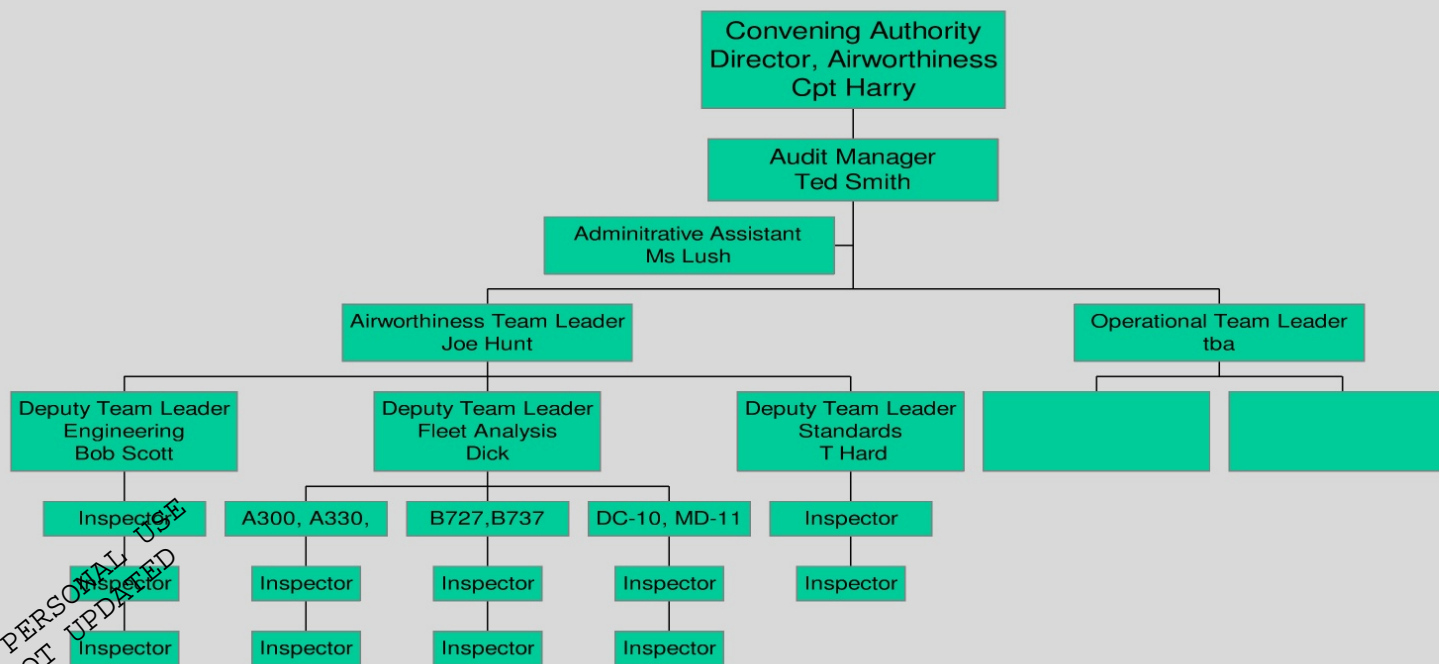 Convening Authority
Director, Airworthiness
Cpt Harry
Audit Manager
Ted Smith
Adminitrative Assistant
Ms Lush
Airworthiness Team Leader
Joe Hunt
Operational Team Leader
tba
Deputy Team Leader
Engineering
Bob Scott
Deputy Team Leader
Fleet Analysis
Dick
Deputy Team Leader
Standards
T Hard
Inspector
A300, A330,
B727,B737
DC-10, MD-11
Inspector
Inspector
Inspector
Inspector
Inspector
Inspector
Inspector
Inspector
Inspector
Inspector
PERSONAL USE
UPDATED